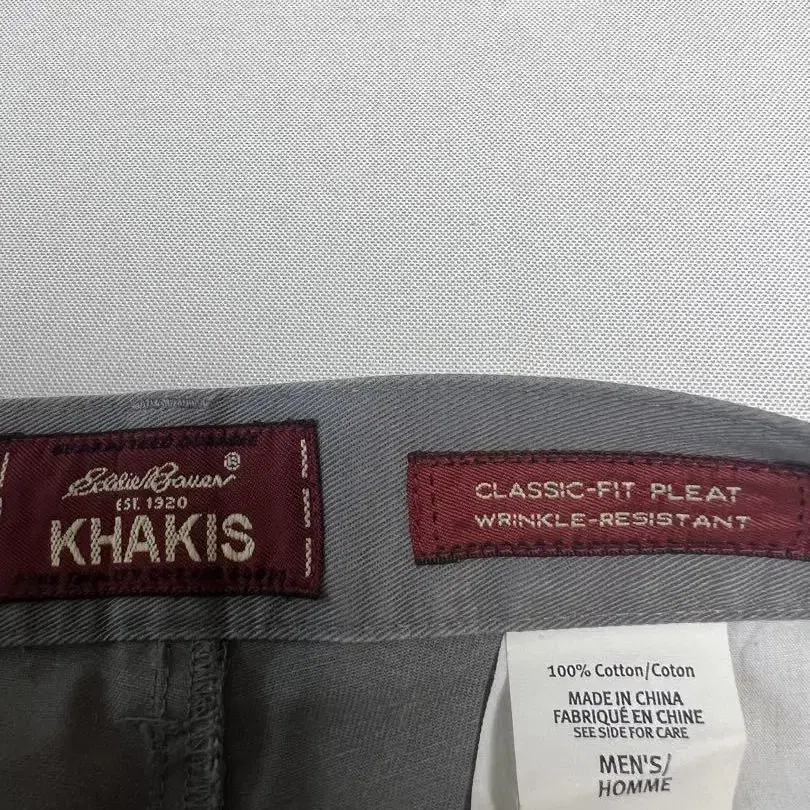 Eddie Bauer®
EST. 1920
KHAKIS
CLASSIC-FIT PLEAT
WRINKLE-RESISTANT
100% Cotton/Coton
MADE IN CHINA
FABRIQUÉ EN CHINE
SEE SIDE FOR CARE
MEN'S/
HOMME